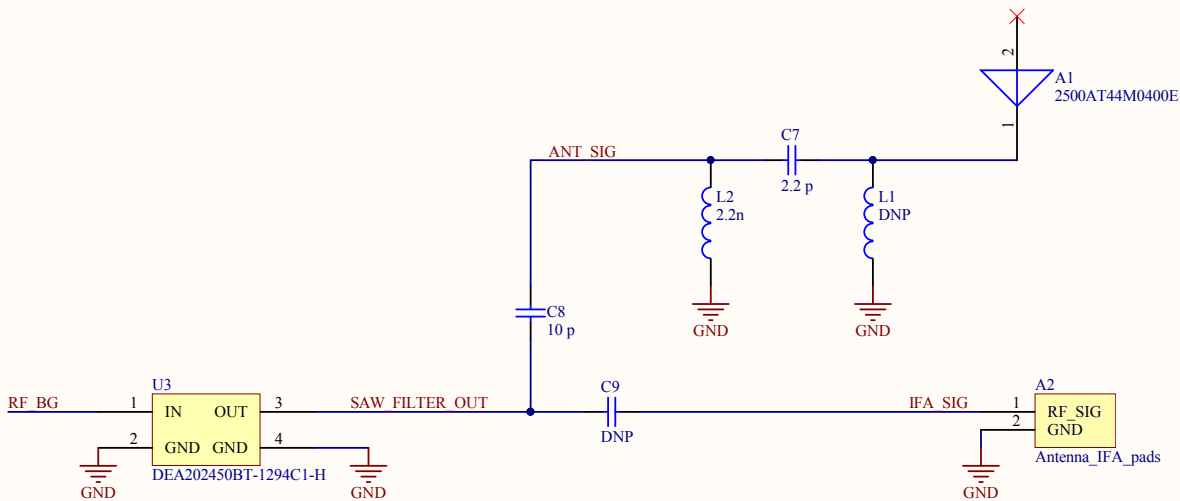 2
A1
2500AT44M0400E
1
ANT_SIG
C7
2.2 p
L2
2.2n
L1
DNP
GND
GND
C8
10 p
U3
RF_BG
1
IN
OUT
3
SAW_FILTER_OUT
2
GND
GND
4
DEA202450BT-1294C1-H
GND
GND
C9
DNP
IFA_SIG
A2
1
RF_SIG
2
GND
Antenna_IFA_pads
GND